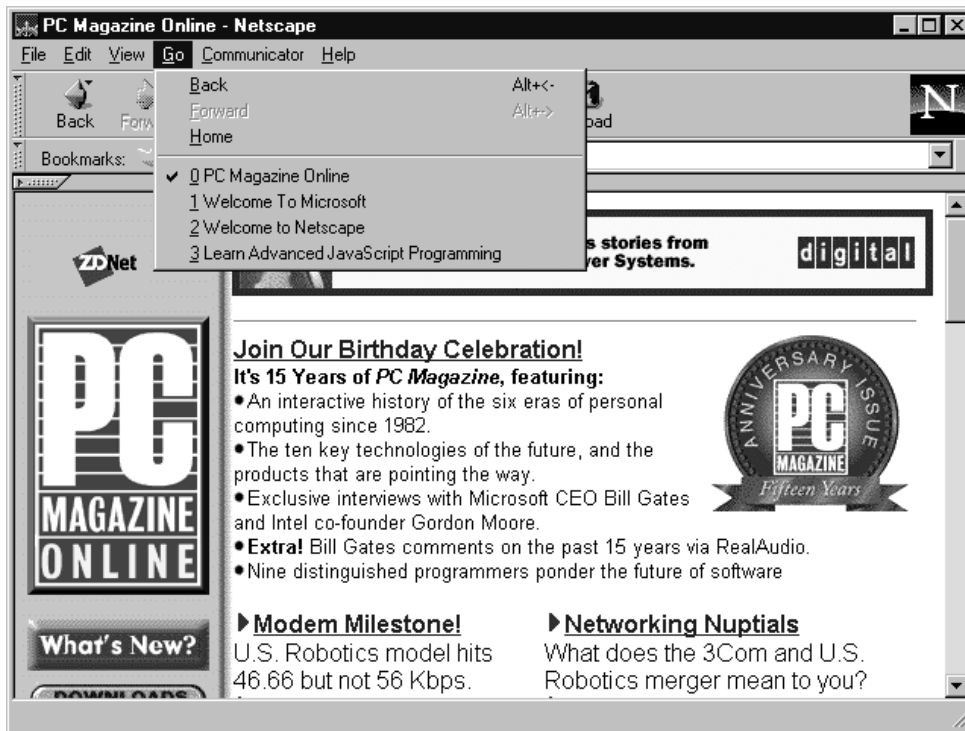 PC Magazine Online - Netscape
File Edit View Go Communicator Help
Back Alt+<-
Forward Alt+->
Home
0 PC Magazine Online
1 Welcome To Microsoft
2 Welcome to Netscape
3 Learn Advanced JavaScript Programming
Back
N
Bookmarks:
ZDNet
s stories from
er Systems.
digital
PC
MAGAZINE
ONLINE
What's New?
DOWNLOADS
Join Our Birthday Celebration!
It's 15 Years of PC Magazine, featuring:
•An interactive history of the six eras of personal
computing since 1982.
•The ten key technologies of the future, and the
products that are pointing the way.
•Exclusive interviews with Microsoft CEO Bill Gates
and Intel co-founder Gordon Moore.
•Extra! Bill Gates comments on the past 15 years via RealAudio.
•Nine distinguished programmers ponder the future of software
ANNIVERSARY ISSUE
PC
MAGAZINE
Fifteen Years
Modem Milestone!
U.S. Robotics model hits
46.66 but not 56 Kbps.
Networking Nuptials
What does the 3Com and U.S.
Robotics merger mean to you?